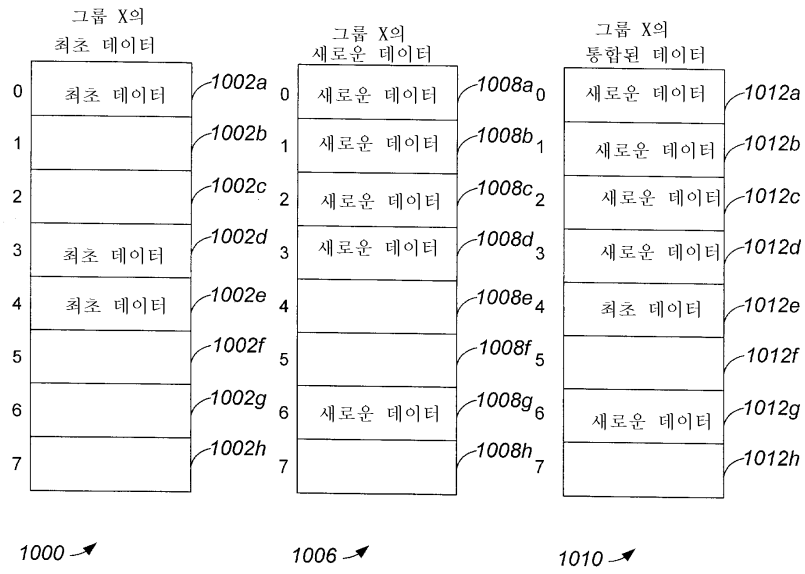 그룹 X의
최초 데이터
0 최초 데이터 1002a
1 1002b
2 1002c
3 최초 데이터 1002d
4 최초 데이터 1002e
5 1002f
6 1002g
7 1002h
1000
그룹 X의
새로운 데이터
0 새로운 데이터 1008a
1 새로운 데이터 1008b
2 새로운 데이터 1008c
3 새로운 데이터 1008d
4 1008e
5 1008f
6 새로운 데이터 1008g
7 1008h
1006
그룹 X의
통합된 데이터
0 새로운 데이터 1012a
1 새로운 데이터 1012b
2 새로운 데이터 1012c
3 새로운 데이터 1012d
4 최초 데이터 1012e
5 1012f
6 새로운 데이터 1012g
7 1012h
1010